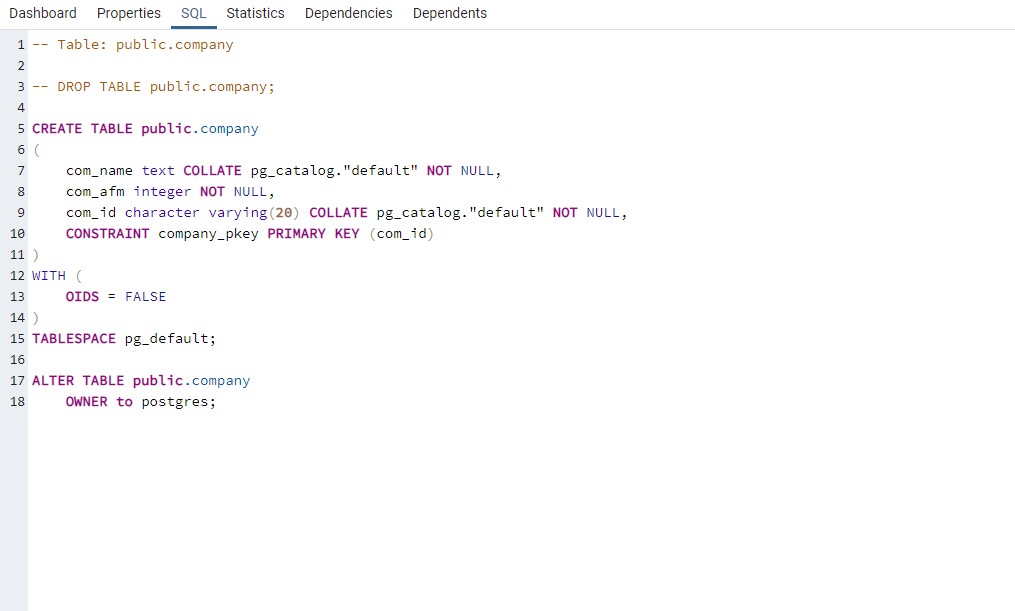 Dashboard Properties SQL Statistics Dependencies Dependents
1 -- Table: public.company
2
3 -- DROP TABLE public.company;
4
5 CREATE TABLE public.company
6 (
7     com_name text COLLATE pg_catalog."default" NOT NULL,
8     com_afm integer NOT NULL,
9     com_id character varying(20) COLLATE pg_catalog."default" NOT NULL,
10     CONSTRAINT company_pkey PRIMARY KEY (com_id)
11 )
12 WITH (
13     OIDS = FALSE
14 )
15 TABLESPACE pg_default;
16
17 ALTER TABLE public.company
18     OWNER to postgres;